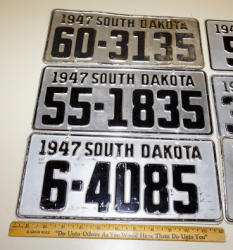 1947 SOUTH DAKOTA
60-3135
1947 SOUTH DAKOTA
55-1835
1947 SOUTH DAKOTA
6-4085
"Do Unto Others As You Would Have Them Do Unto You"